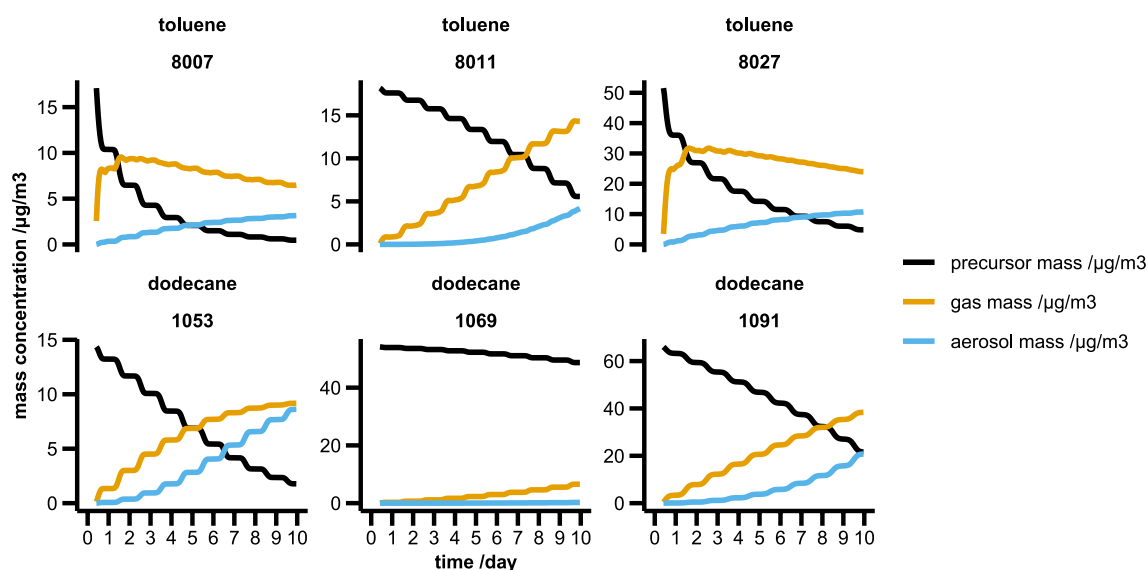 toluene
toluene
toluene
8007
8011
8027
15
10
5
0
15
10
5
0
50
40
30
20
10
0
dodecane
dodecane
dodecane
1053
1069
1091
15
10
5
0
40
20
0
60
40
20
0
0 1 2 3 4 5 6 7 8 9 10
0 1 2 3 4 5 6 7 8 9 10
0 1 2 3 4 5 6 7 8 9 10
time /day
mass concentration /µg/m3
precursor mass /µg/m3
gas mass /µg/m3
aerosol mass /µg/m3